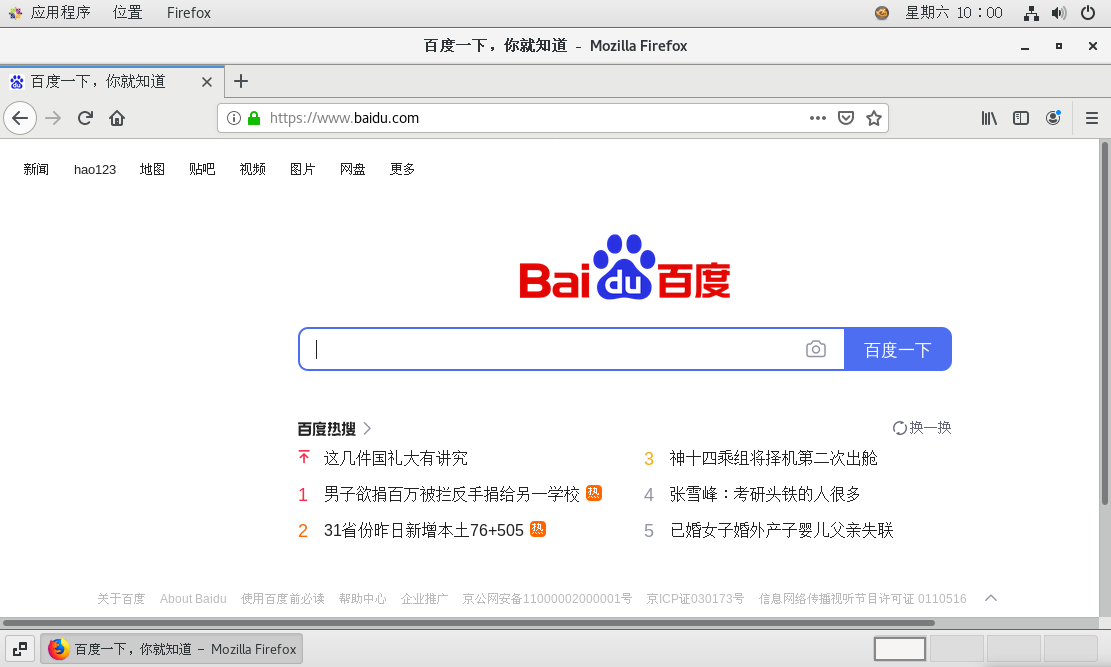 应用程序 位置 Firefox 星期六 10：00
百度一下，你就知道 - Mozilla Firefox
百度一下，你就知道
https://www.baidu.com
新闻 hao123 地图 贴吧 视频 图片 网盘 更多
Bai du 百度
百度一下
百度热搜 换一换
这几件国礼大有讲究
3 神十四乘组将择机第二次出舱
1 男子欲捐百万被拦反手捐给另一学校 热
4 张雪峰：考研头铁的人很多
2 31省份昨日新增本土76+505 热
5 已婚女子婚外产子婴儿父亲失联
关于百度 About Baidu 使用百度前必读 帮助中心 企业推广 京公网安备11000002000001号 京ICP证030173号 信息网络传播视听节目许可证 0110516
百度一下，你就知道 - Mozilla Firefox